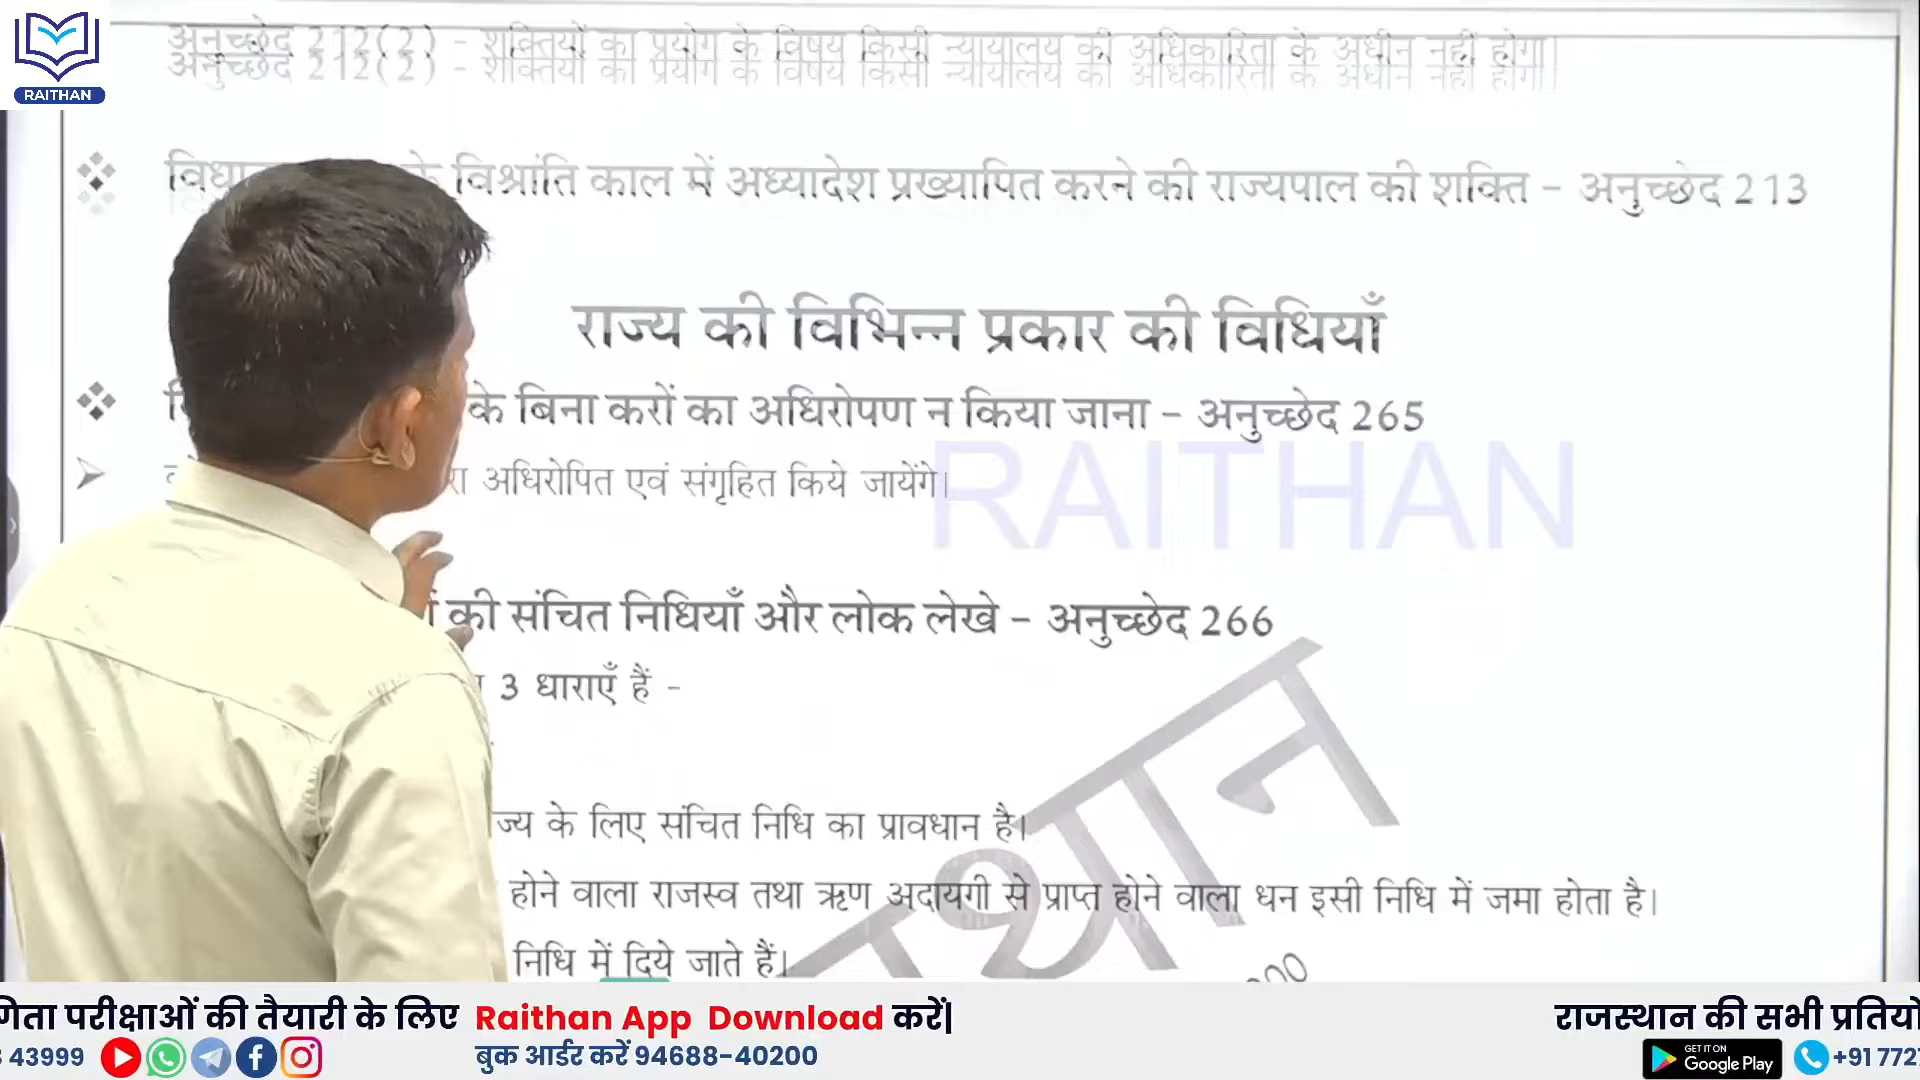 RAITHAN
अनुच्छेद 212(2) - शक्तियों का प्रयोग के विषय किसी न्यायालय की अधिकारिता के अधीन नहीं होगा।
विश्रांति काल में अध्यादेश प्रख्यापित करने की राज्यपाल की शक्ति - अनुच्छेद 213
राज्य की विभिन्न प्रकार की विधियाँ
के बिना करों का अधिरोपण न किया जाना - अनुच्छेद 265
अधिरोपित एवं संगृहित किये जायेंगे।
RAITHAN
की संचित निधियाँ और लोक लेखे - अनुच्छेद 266
3 धाराएँ हैं -
के लिए संचित निधि का प्रावधान है।
होने वाला राजस्व तथा ऋण अदायगी से प्राप्त होने वाला धन इसी निधि में जमा होता है।
निधि में दिये जाते हैं।
परीक्षाओं की तैयारी के लिए Raithan App Download करें| राजस्थान की सभी
43999 बुक आर्डर करें 94688-40200 GET IT ON Google Play +91